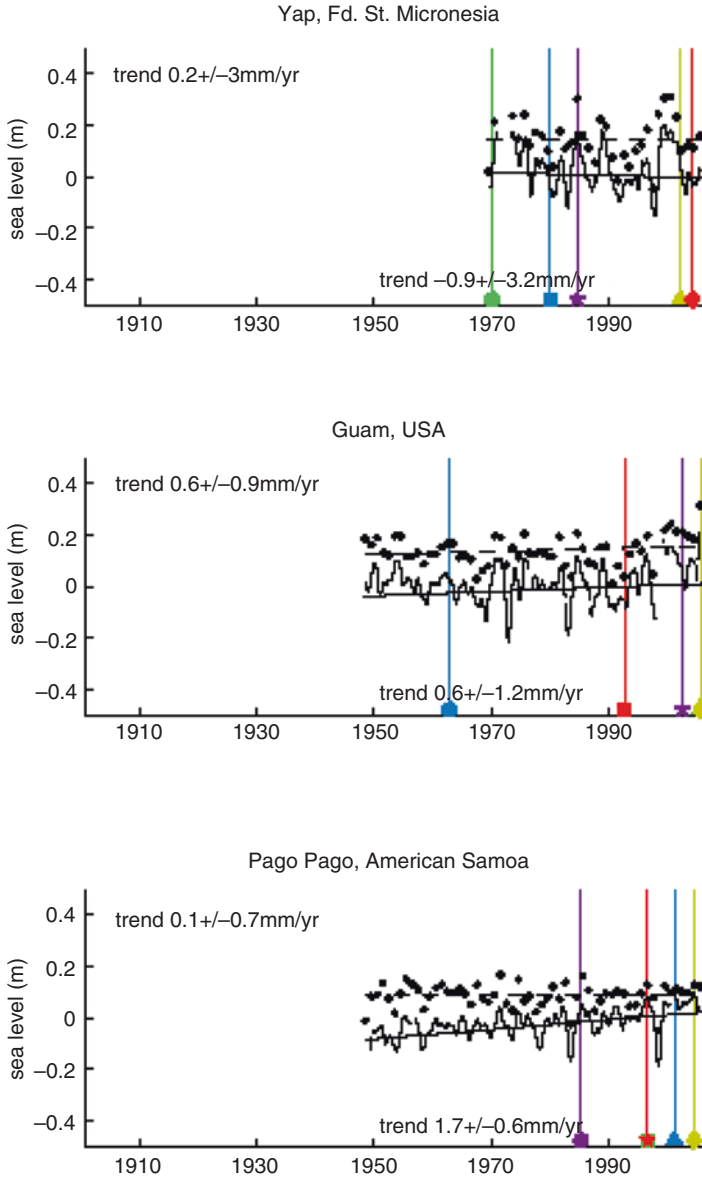 Yap, Fd. St. Micronesia
0.4
trend 0.2+/–3mm/yr
0.2
sea level (m)
0
–0.2
trend –0.9+/–3.2mm/yr
–0.4
1910 1930 1950 1970 1990
Guam, USA
0.4
trend 0.6+/–0.9mm/yr
0.2
sea level (m)
0
–0.2
trend 0.6+/–1.2mm/yr
–0.4
1910 1930 1950 1970 1990
Pago Pago, American Samoa
0.4
trend 0.1+/–0.7mm/yr
0.2
sea level (m)
0
–0.2
–0.4
trend 1.7+/–0.6mm/yr
1910 1930 1950 1970 1990